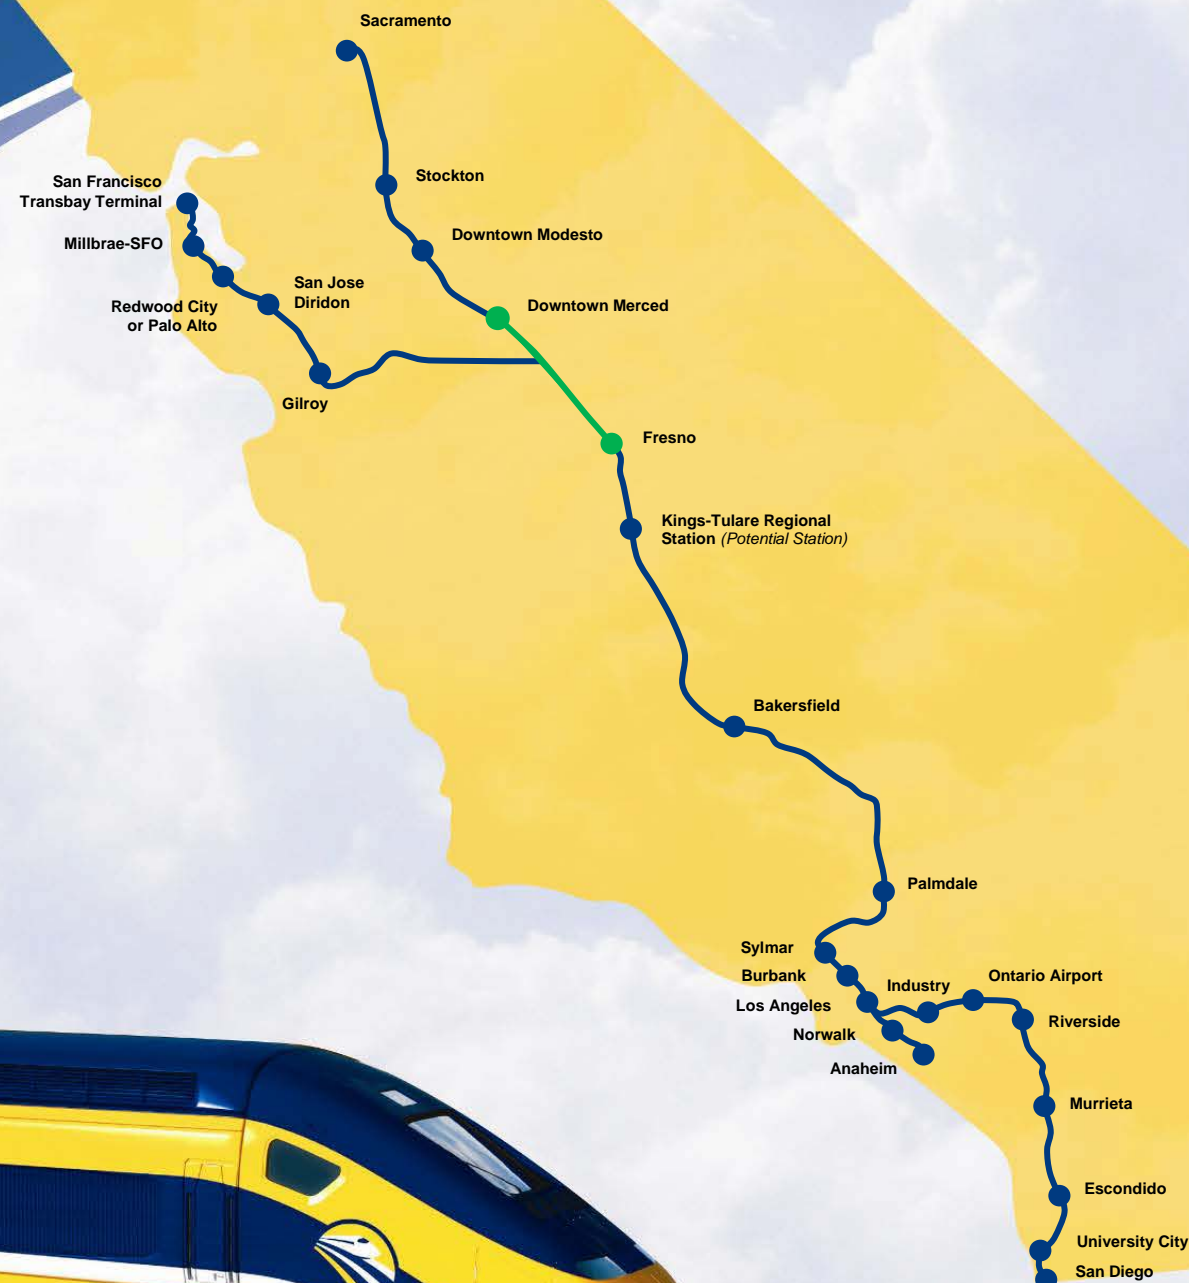 Sacramento
Stockton
San Francisco
Transbay Terminal
Downtown Modesto
Millbrae-SFO
San Jose
Diridon
Redwood City
or Palo Alto
Downtown Merced
Gilroy
Fresno
Kings-Tulare Regional
Station (Potential Station)
Bakersfield
Palmdale
Sylmar
Burbank
Industry
Ontario Airport
Los Angeles
Riverside
Norwalk
Anaheim
Murrieta
Escondido
University City
San Diego